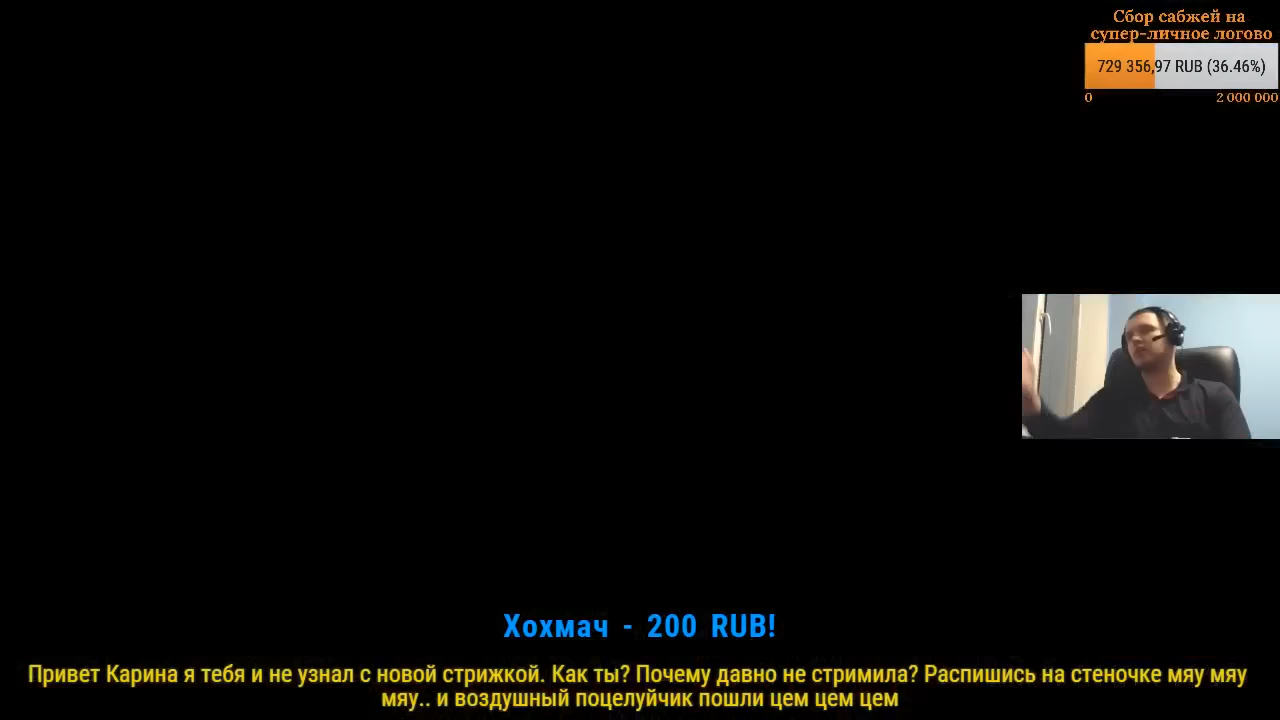 Сбор сабжей на
супер-личное логово
729 356,97 RUB (36.46%)
0 2 000 000
Хохмач - 200 RUB!
Привет Карина я тебя и не узнал с новой стрижкой. Как ты? Почему давно не стримила? Распишись на стеночке мяу мяу
мяу.. и воздушный поцелуйчик пошли цем цем цем